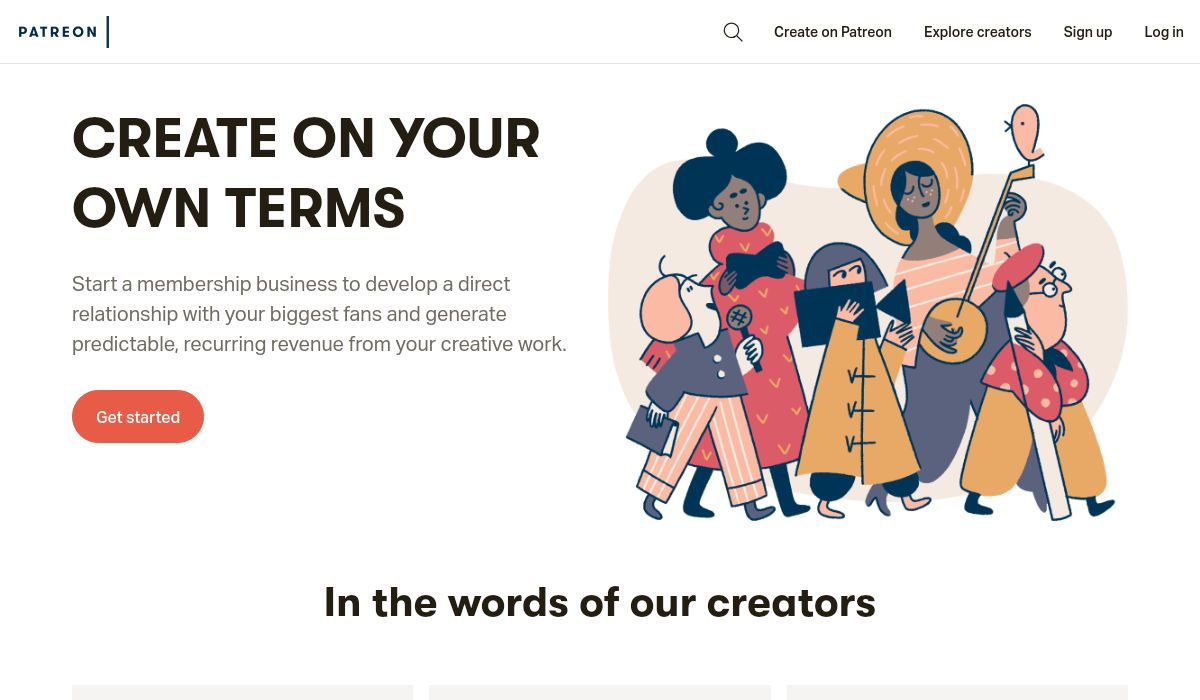 PATREON
Create on Patreon
Explore creators
Sign up
Log in
CREATE ON YOUR
OWN TERMS
Start a membership business to develop a direct
relationship with your biggest fans and generate
predictable, recurring revenue from your creative work.
Get started
In the words of our creators